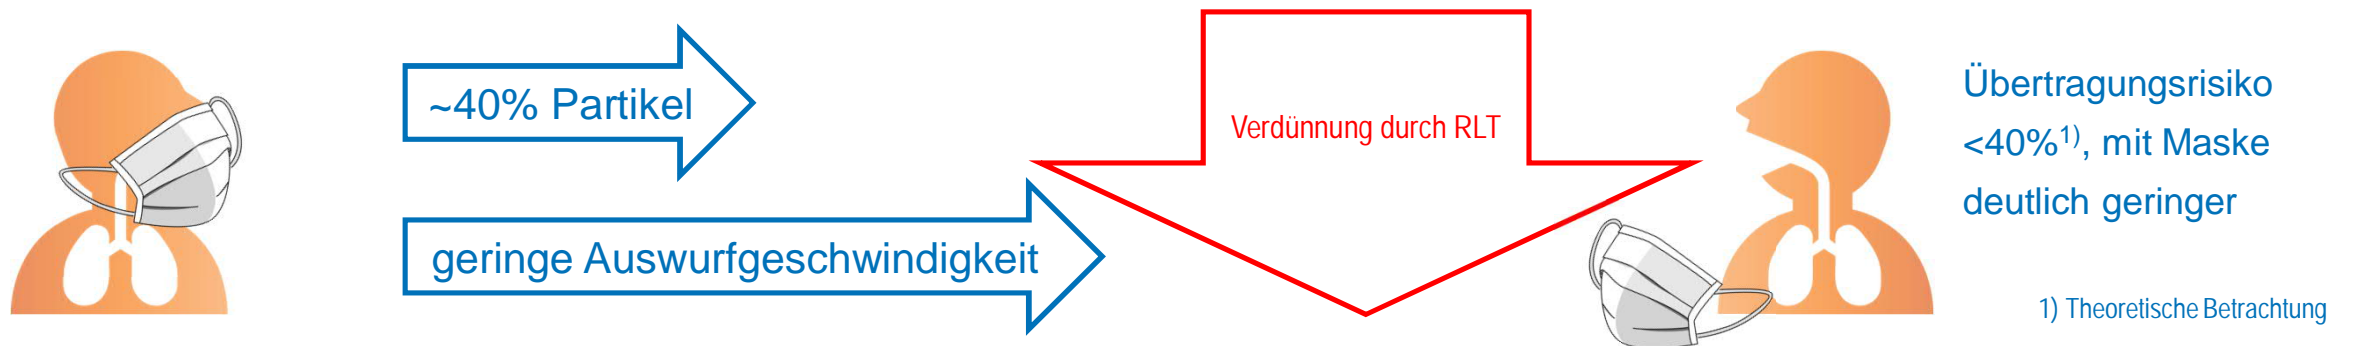 ~40% Partikel
geringe Auswurfgeschwindigkeit
Verdünnung durch RLT
Übertragungsrisiko
<40%1), mit Maske
deutlich geringer
1) Theoretische Betrachtung